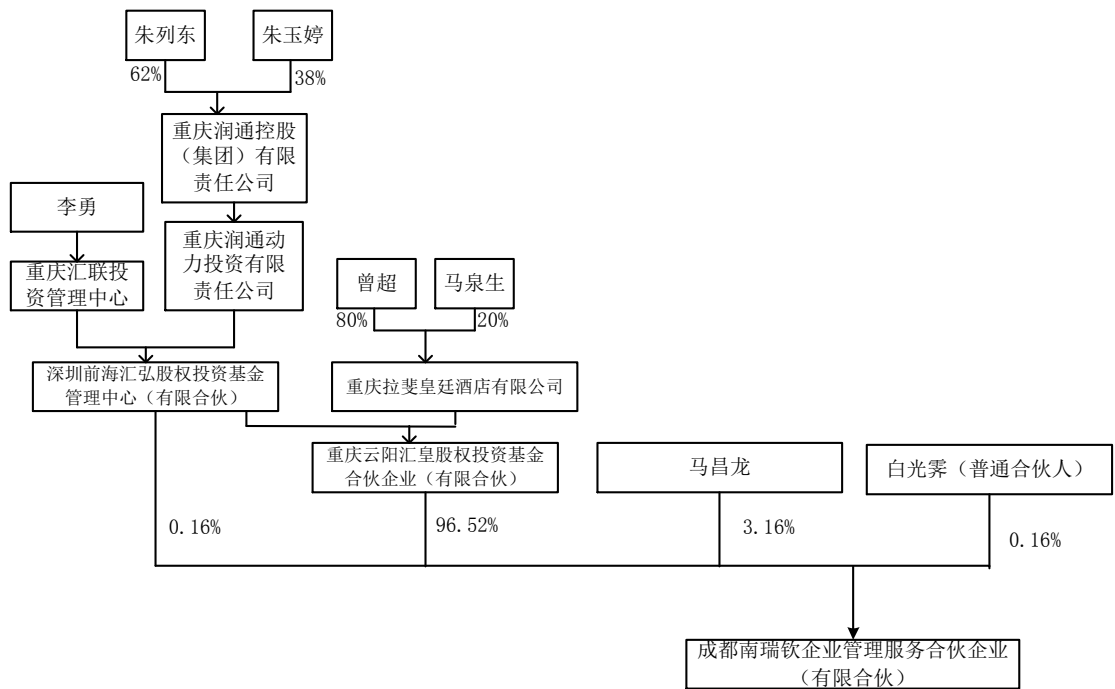 朱列东
朱玉婷
62%
38%
重庆润通控股
（集团）有限
责任公司
李勇
重庆润通动
力投资有限
责任公司
重庆汇联投
资管理中心
曾超
马泉生
80%
20%
深圳前海汇弘股权投资基金
管理中心（有限合伙）
重庆拉斐皇廷酒店有限公司
重庆云阳汇皇股权投资基金
合伙企业（有限合伙）
马昌龙
白光霁（普通合伙人）
0.16%
96.52%
3.16%
0.16%
成都南瑞钦企业管理服务合伙企业
（有限合伙）